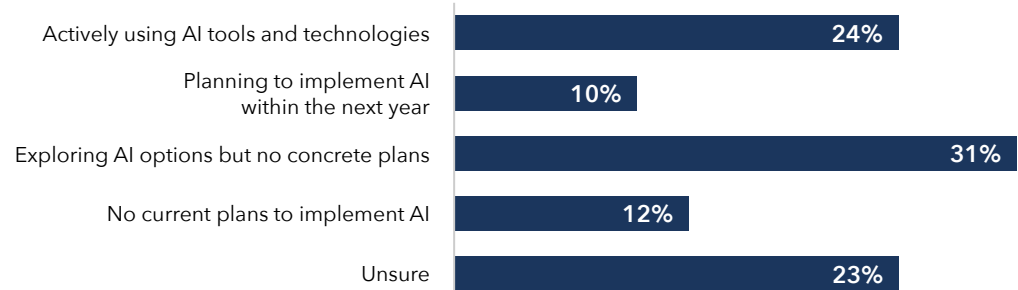 Actively using AI tools and technologies 24%
Planning to implement AI
within the next year 10%
Exploring AI options but no concrete plans 31%
No current plans to implement AI 12%
Unsure 23%